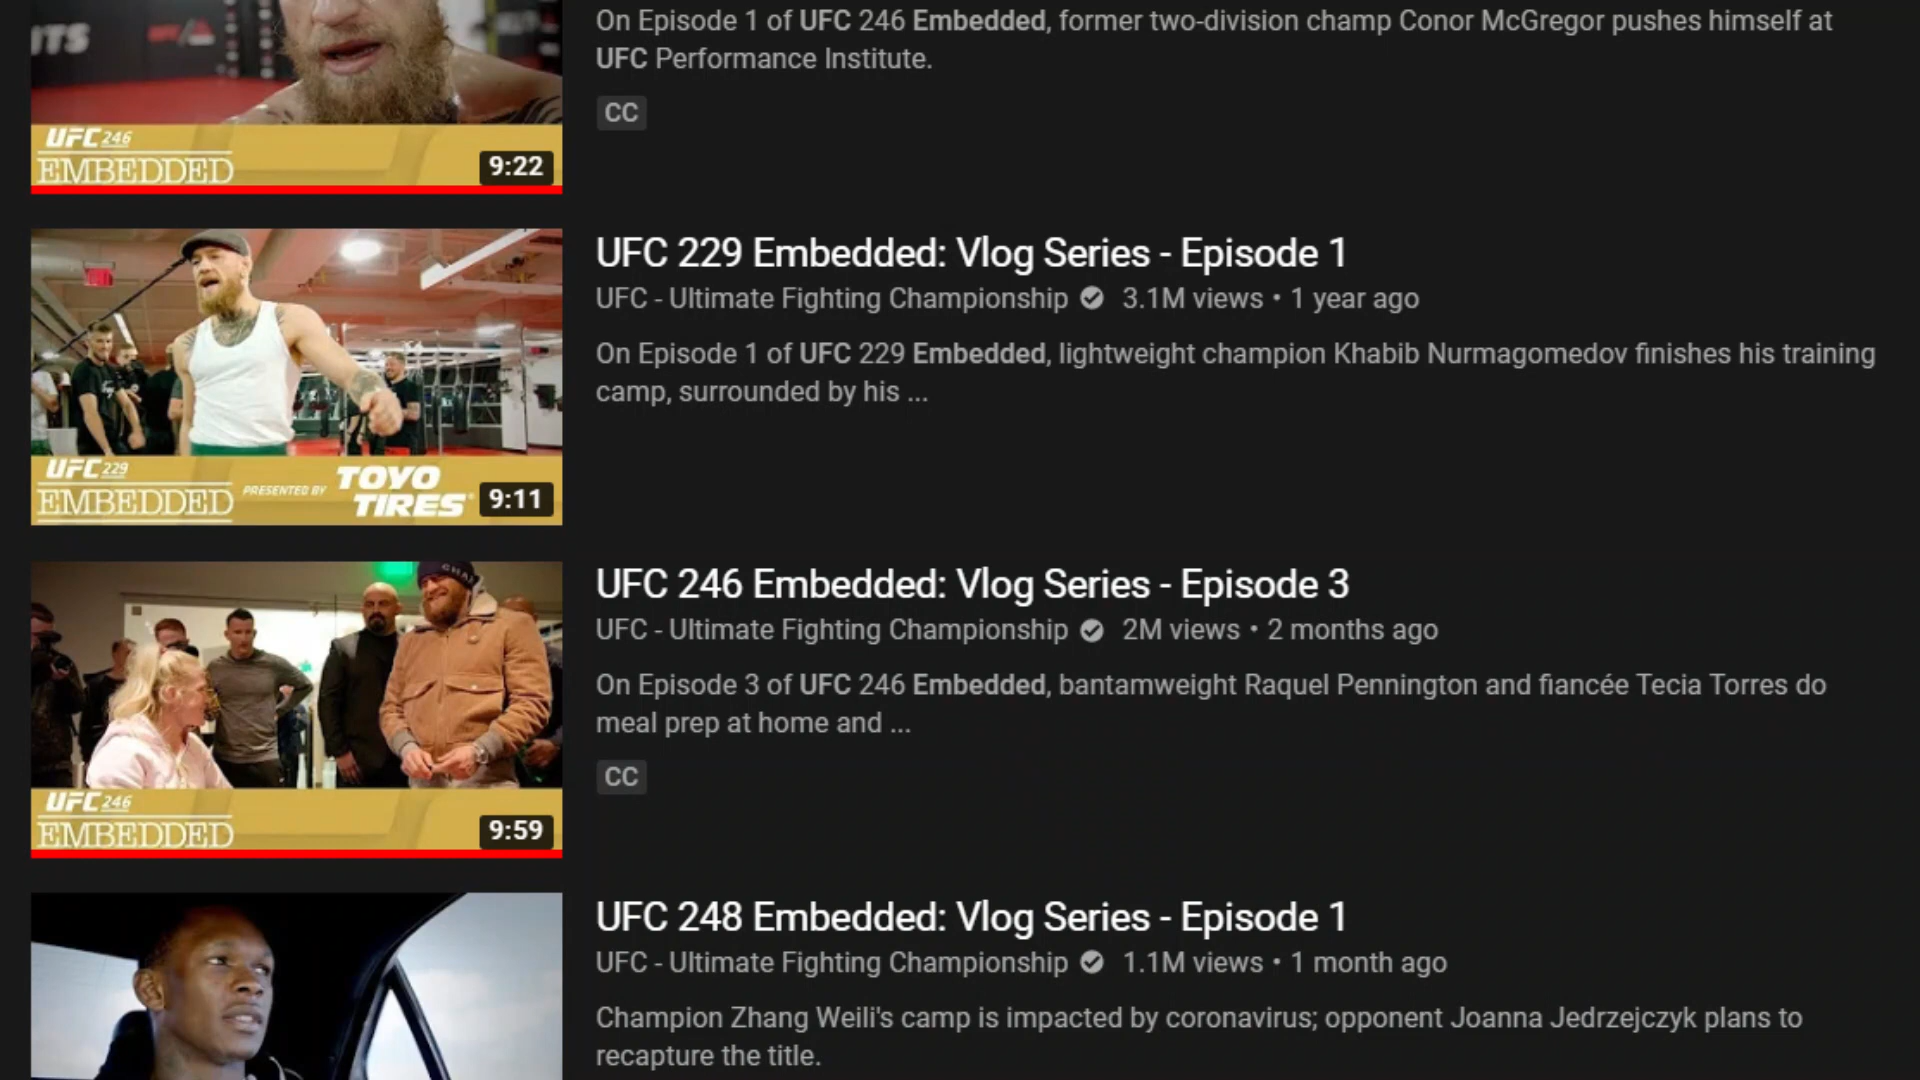 On Episode 1 of UFC 246 Embedded, former two-division champ Conor McGregor pushes himself at
UFC Performance Institute.
CC
UFC 246
EMBEDDED
9:22
UFC 229 Embedded: Vlog Series - Episode 1
UFC - Ultimate Fighting Championship 3.1M views • 1 year ago
On Episode 1 of UFC 229 Embedded, lightweight champion Khabib Nurmagomedov finishes his training
camp, surrounded by his ...
UFC 229
EMBEDDED
PRESENTED BY
TOYO
TIRES
9:11
UFC 246 Embedded: Vlog Series - Episode 3
UFC - Ultimate Fighting Championship 2M views • 2 months ago
On Episode 3 of UFC 246 Embedded, bantamweight Raquel Pennington and fiancée Tecia Torres do
meal prep at home and ...
CC
UFC 246
EMBEDDED
9:59
UFC 248 Embedded: Vlog Series - Episode 1
UFC - Ultimate Fighting Championship 1.1M views • 1 month ago
Champion Zhang Weili's camp is impacted by coronavirus; opponent Joanna Jedrzejczyk plans to
recapture the title.